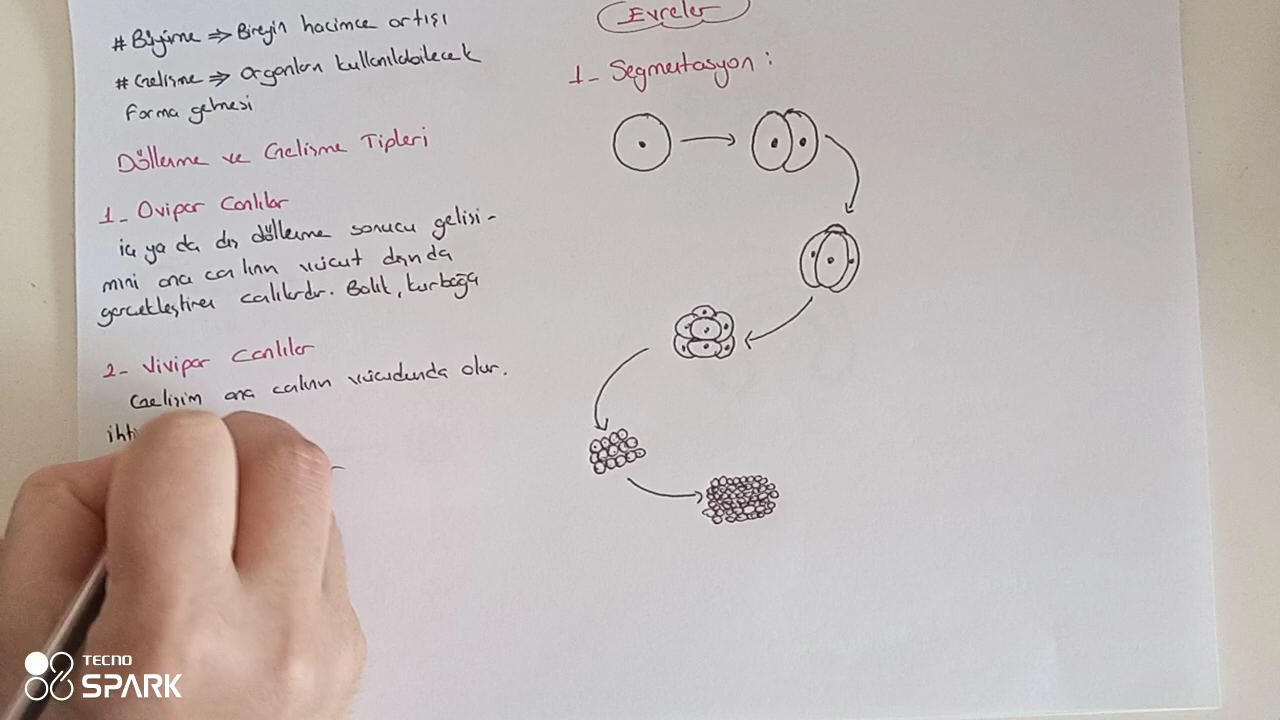 # Büyüme => Bireyin hacimce artışı
# Gelişme => Organların kullanılabilecek
forma gelmesi
Döllenme ve Gelişme Tipleri
1- Ovipar Canlılar
iç ya da dış döllenme sonucu gelişi-
mini ana canlının vücut dışında
gerçekleştiren canlılardır. Balık, kurbağa
2- Vivipar Canlılar
Gelişim ana canlının vücudunda olur.
Evreler
1- Segmentasyon :
TECNO
SPARK